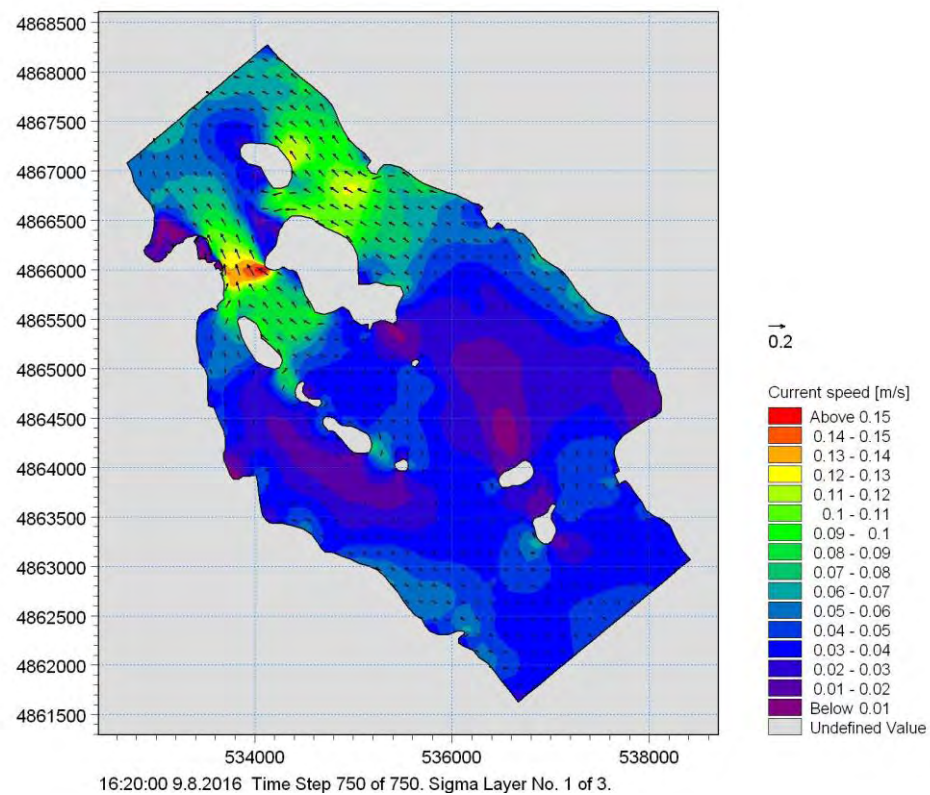 4868500
4868000
4867500
4867000
4866500
4866000
4865500
4865000
4864500
4864000
4863500
4863000
4862500
4862000
4861500
534000 536000 538000
16:20:00 9.8.2016 Time Step 750 of 750. Sigma Layer No. 1 of 3.
0.2
Current speed [m/s]
Above 0.15
0.14 - 0.15
0.13 - 0.14
0.12 - 0.13
0.11 - 0.12
0.1 - 0.11
0.09 - 0.1
0.08 - 0.09
0.07 - 0.08
0.06 - 0.07
0.05 - 0.06
0.04 - 0.05
0.03 - 0.04
0.02 - 0.03
0.01 - 0.02
Below 0.01
Undefined Value